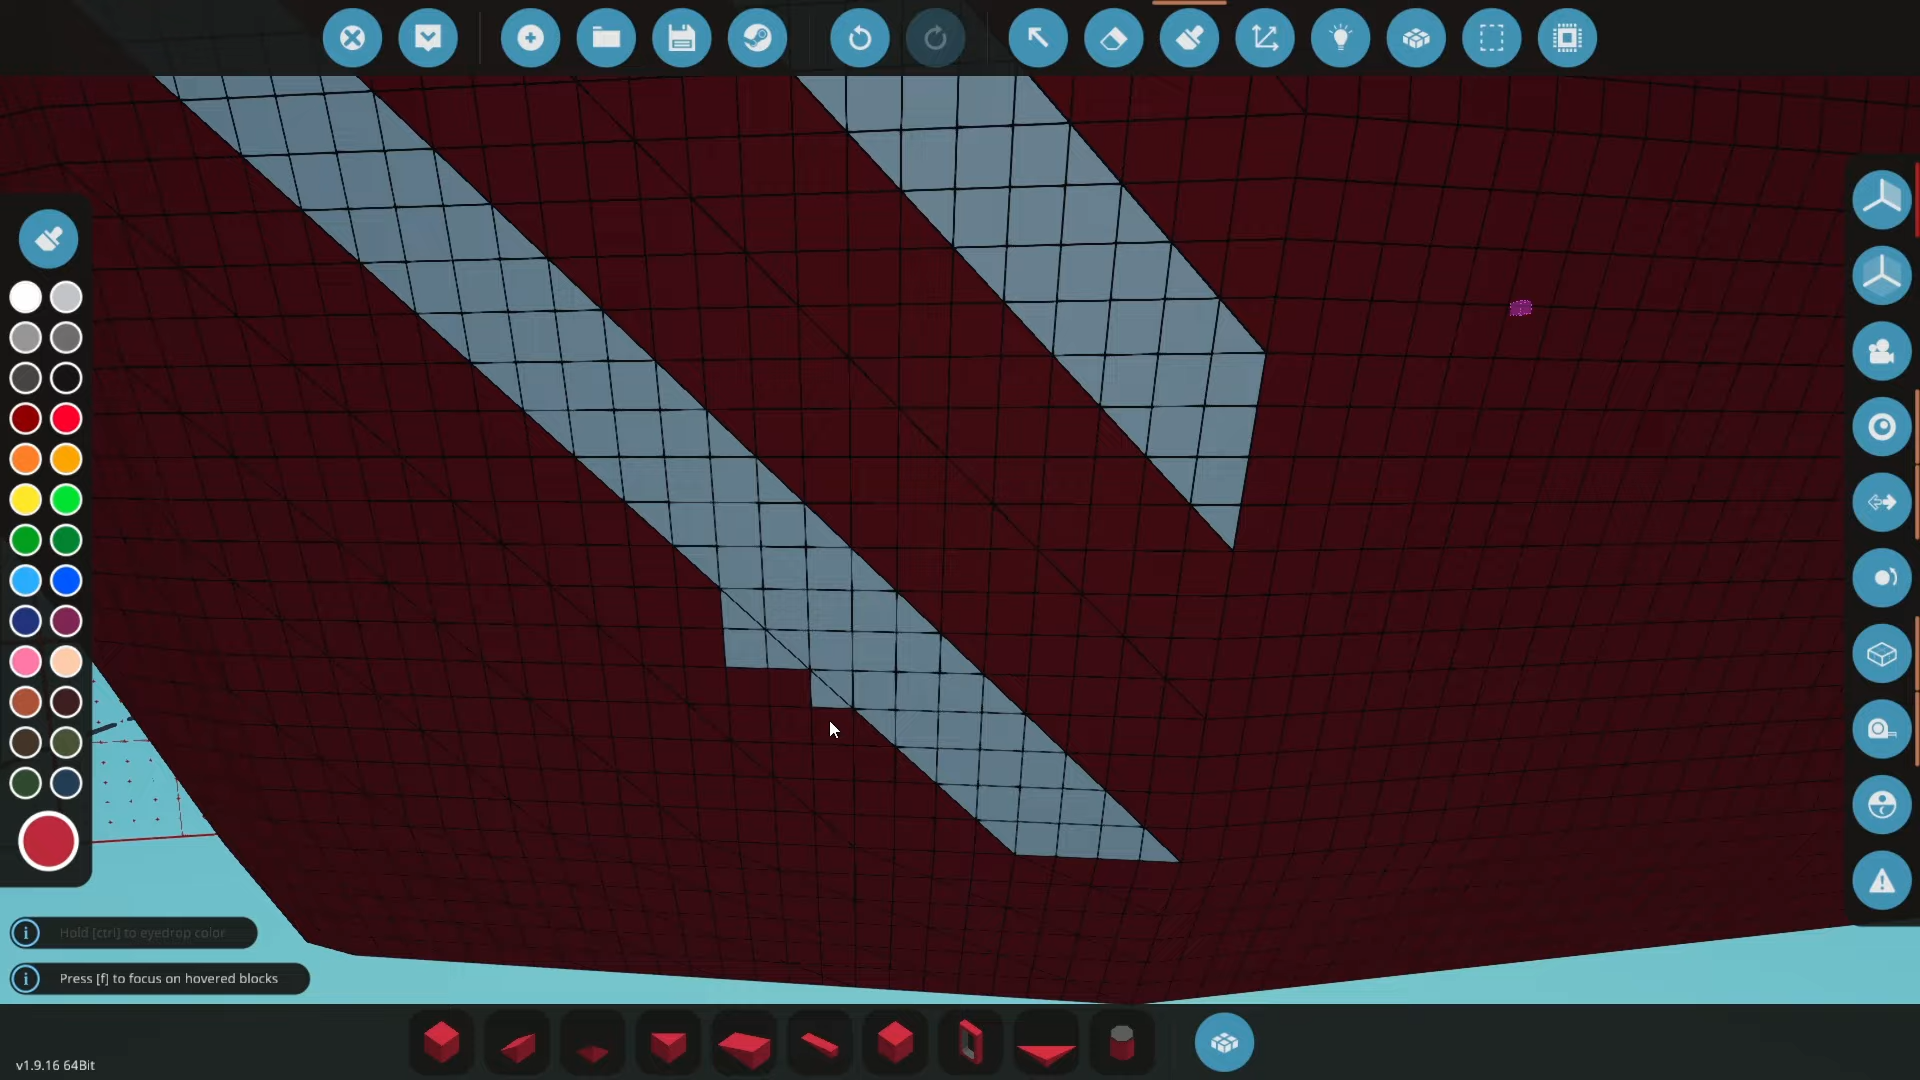 Hold [ctrl] to eyedrop color
Press [f] to focus on hovered blocks
v1.9.16 64Bit